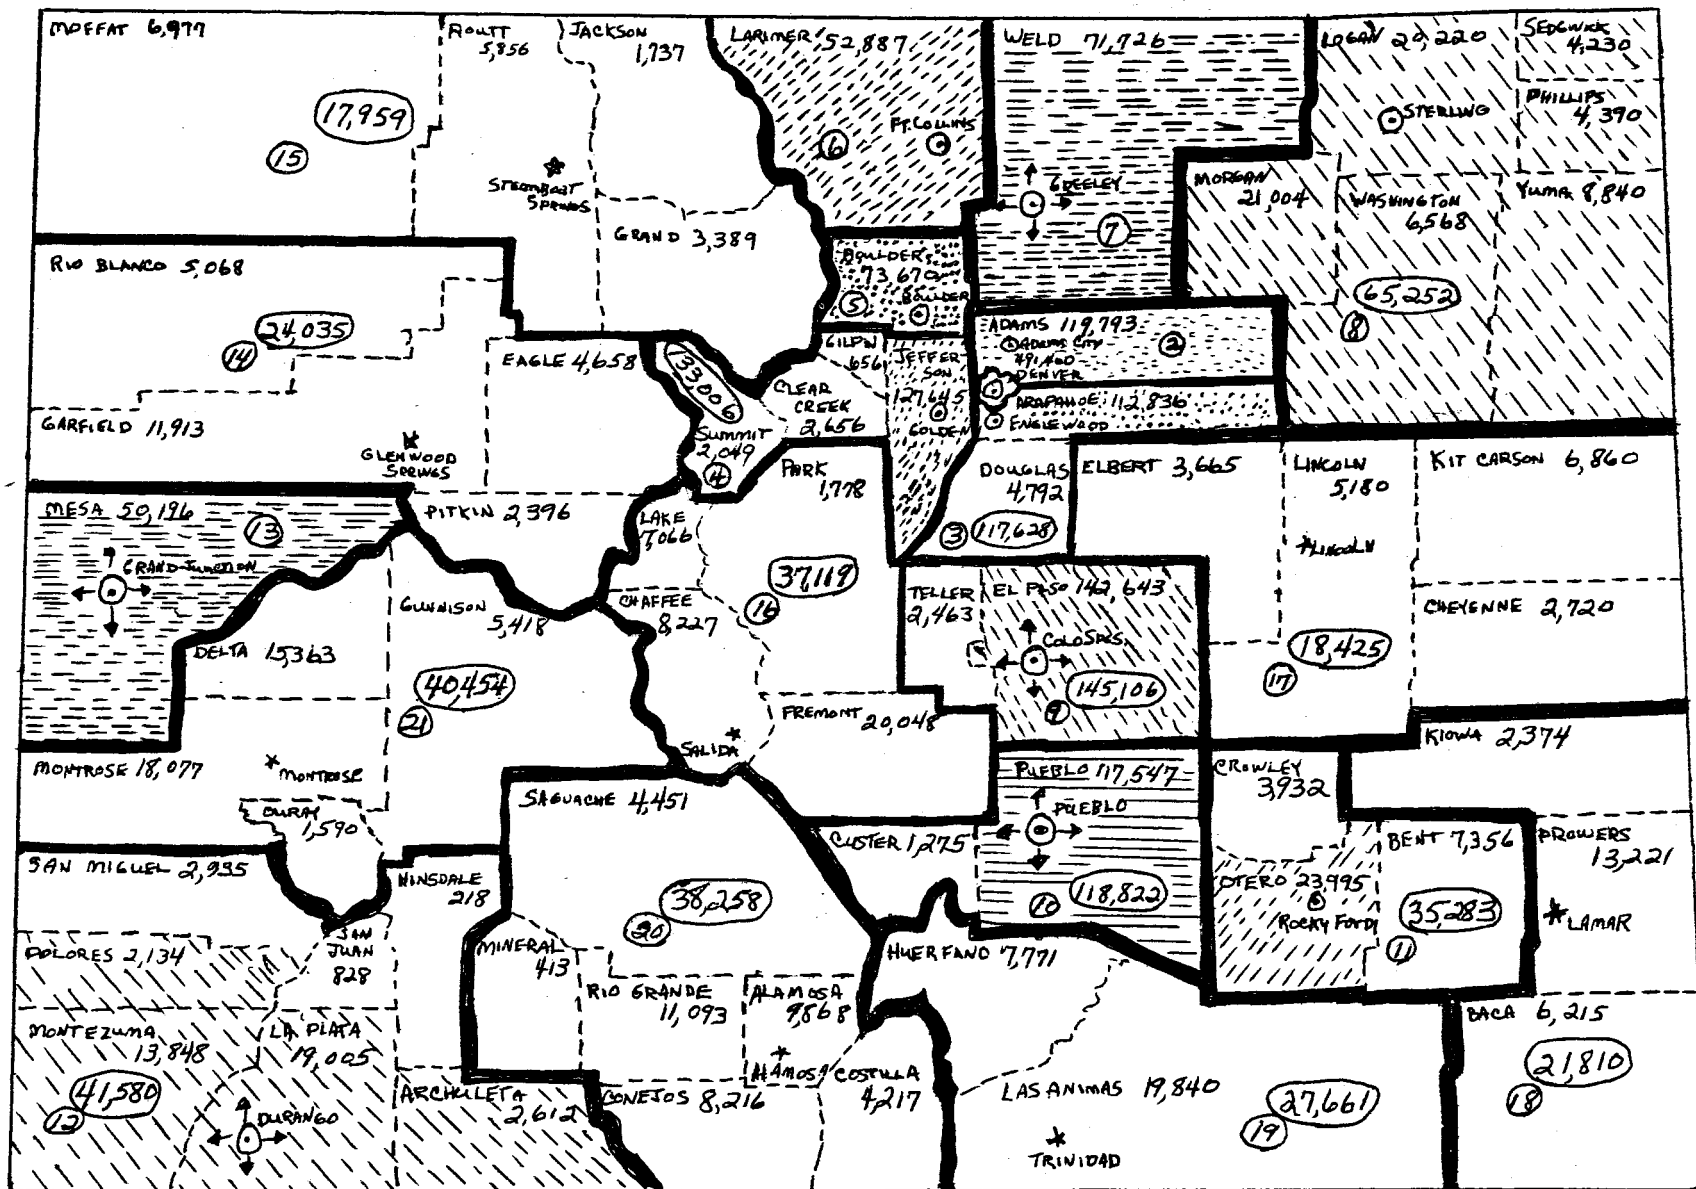 MOFFAT 6,977
ROUTT
5,856
JACKSON
1,737
LARIMER 52,887
WELD 71,726
LOGAN 20,220
SEDGWICK
4,230
17,959
15
STEAMBOAT
SPRINGS
6
FT. COLLINS
STERLING
PHILLIPS
4,390
GREELEY
7
MORGAN
21,004
WASHINGTON
6,568
YUMA 8,840
GRAND 3,389
RIO BLANCO 5,068
BOULDER
73,670
5
BOULDER
65,252
8
24,035
14
EAGLE 4,658
133,006
GILPIN
656
JEFFER
SON
127,645
GOLDEN
ADAMS 119,793
ADAMS CITY
491,400
DENVER
2
ARAPAHOE 112,836
ENGLEWOOD
CLEAR
CREEK
2,656
GARFIELD 11,913
GLENWOOD
SPRINGS
SUMMIT
2,049
4
PARK
1,778
DOUGLAS
4,792
ELBERT 3,665
LINCOLN
5,180
KIT CARSON 6,860
MESA 50,196
13
PITKIN 2,396
LAKE
7,066
3
117,628
LINCOLN
GRAND JUNCTION
GUNNISON
5,418
CHAFFEE
8,227
37,119
16
TELLER
2,463
EL PASO 142,643
CHEYENNE 2,720
DELTA 15,363
COLO SPGS.
18,425
17
40,454
21
145,106
9
FREMONT 20,048
SALIDA
KIOWA 2,374
MONTROSE 18,077
MONTROSE
SAGUACHE 4,451
PUEBLO 117,547
PUEBLO
CROWLEY
3,932
OURAY
1,590
CUSTER 1,275
BENT 7,356
PROWERS
13,221
SAN MIGUEL 2,935
HINSDALE
218
38,258
20
118,822
10
OTERO 23,995
ROCKY FORD
35,283
11
LAMAR
DOLORES 2,134
SAN
JUAN
828
MINERAL
413
HUERFANO 7,771
RIO GRANDE
11,093
ALAMOSA
9,868
MONTEZUMA
13,848
LA PLATA
19,005
BACA 6,215
41,580
12
DURANGO
ARCHULETA
2,612
CONEJOS 8,216
ALAMOSA
COSTILLA
4,217
LAS ANIMAS 19,840
27,661
19
21,810
18
TRINIDAD